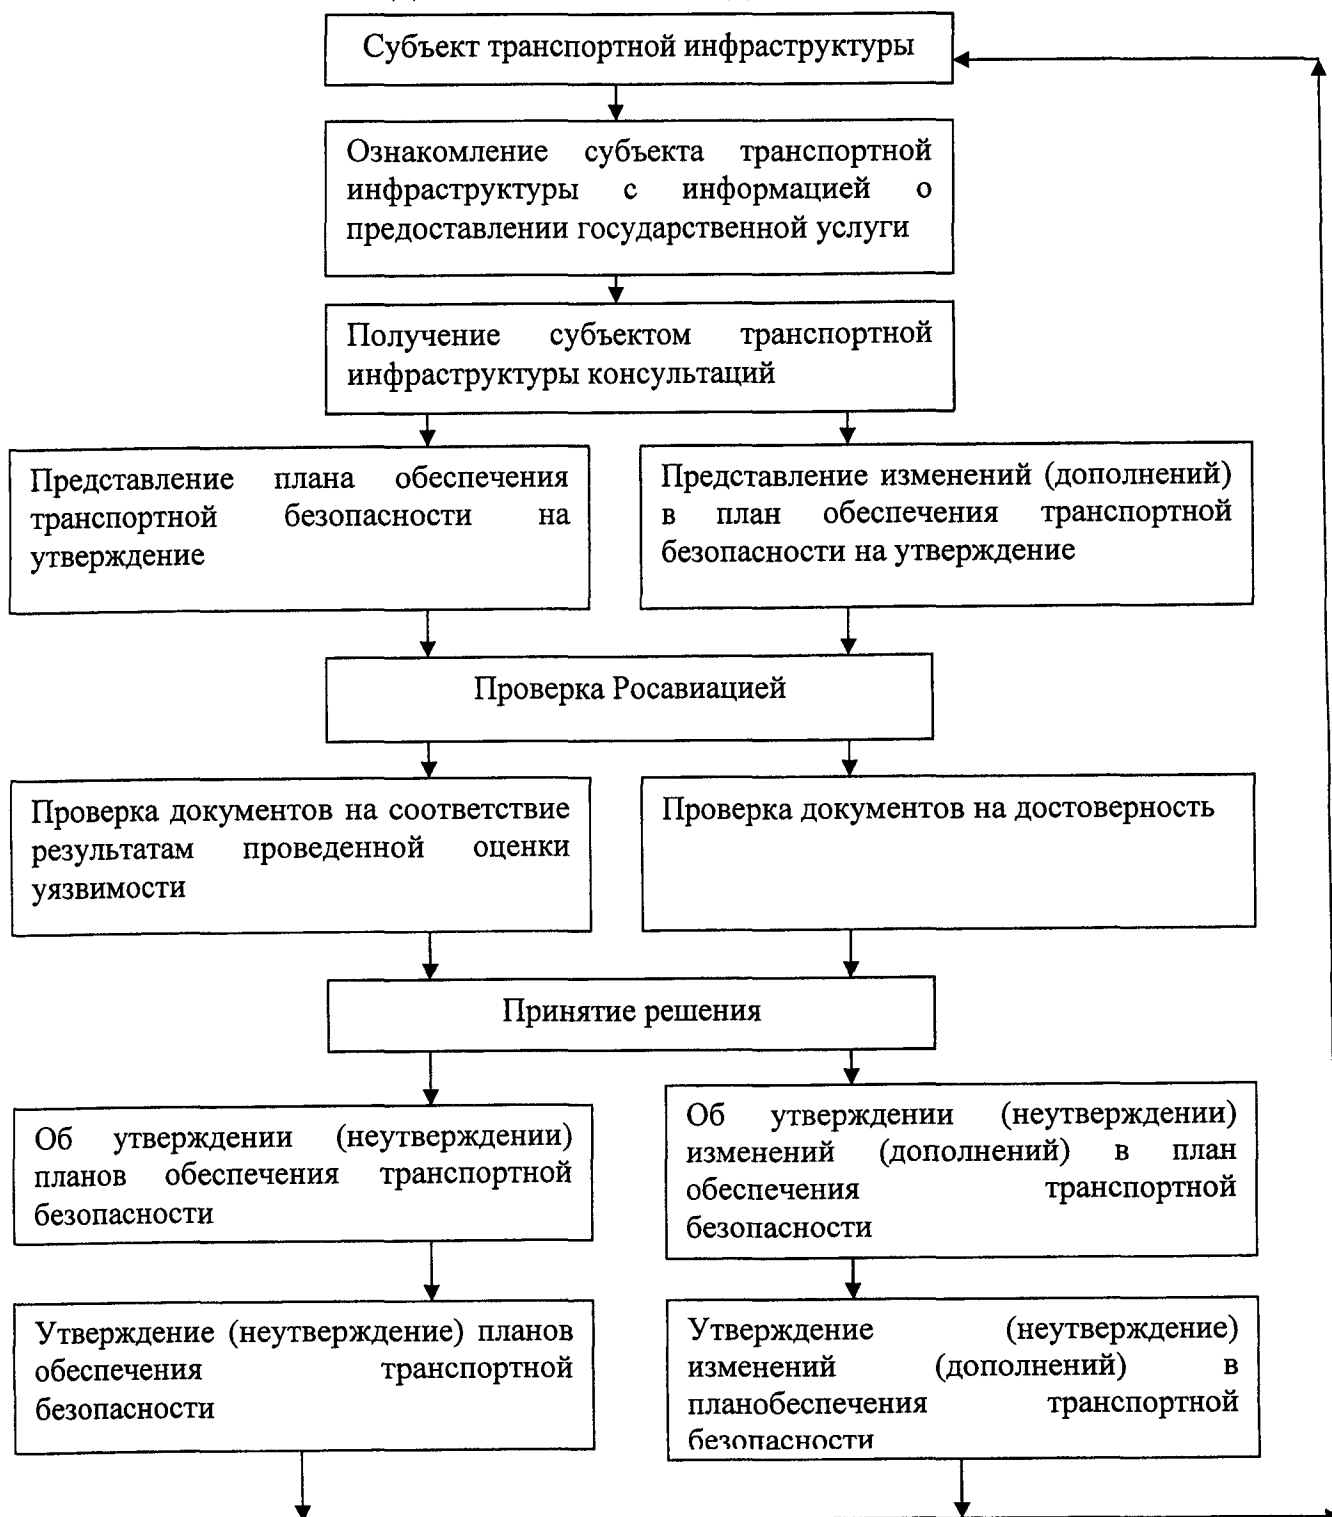 Субъект транспортной инфраструктуры
Ознакомление субъекта транспортной
инфраструктуры с информацией о
предоставлении государственной услуги
Получение субъектом транспортной
инфраструктуры консультаций
Представление плана обеспечения
транспортной безопасности на
утверждение
Представление изменений (дополнений)
в план обеспечения транспортной
безопасности на утверждение
Проверка Росавиацией
Проверка документов на соответствие
результатам проведенной оценки
уязвимости
Проверка документов на достоверность
Принятие решения
Об утверждении (неутверждении)
планов обеспечения транспортной
безопасности
Об утверждении (неутверждении)
изменений (дополнений) в план
обеспечения транспортной
безопасности
Утверждение (неутверждение) планов
обеспечения транспортной
безопасности
Утверждение (неутверждение)
изменений (дополнений) в
планобеспечения транспортной
безопасности